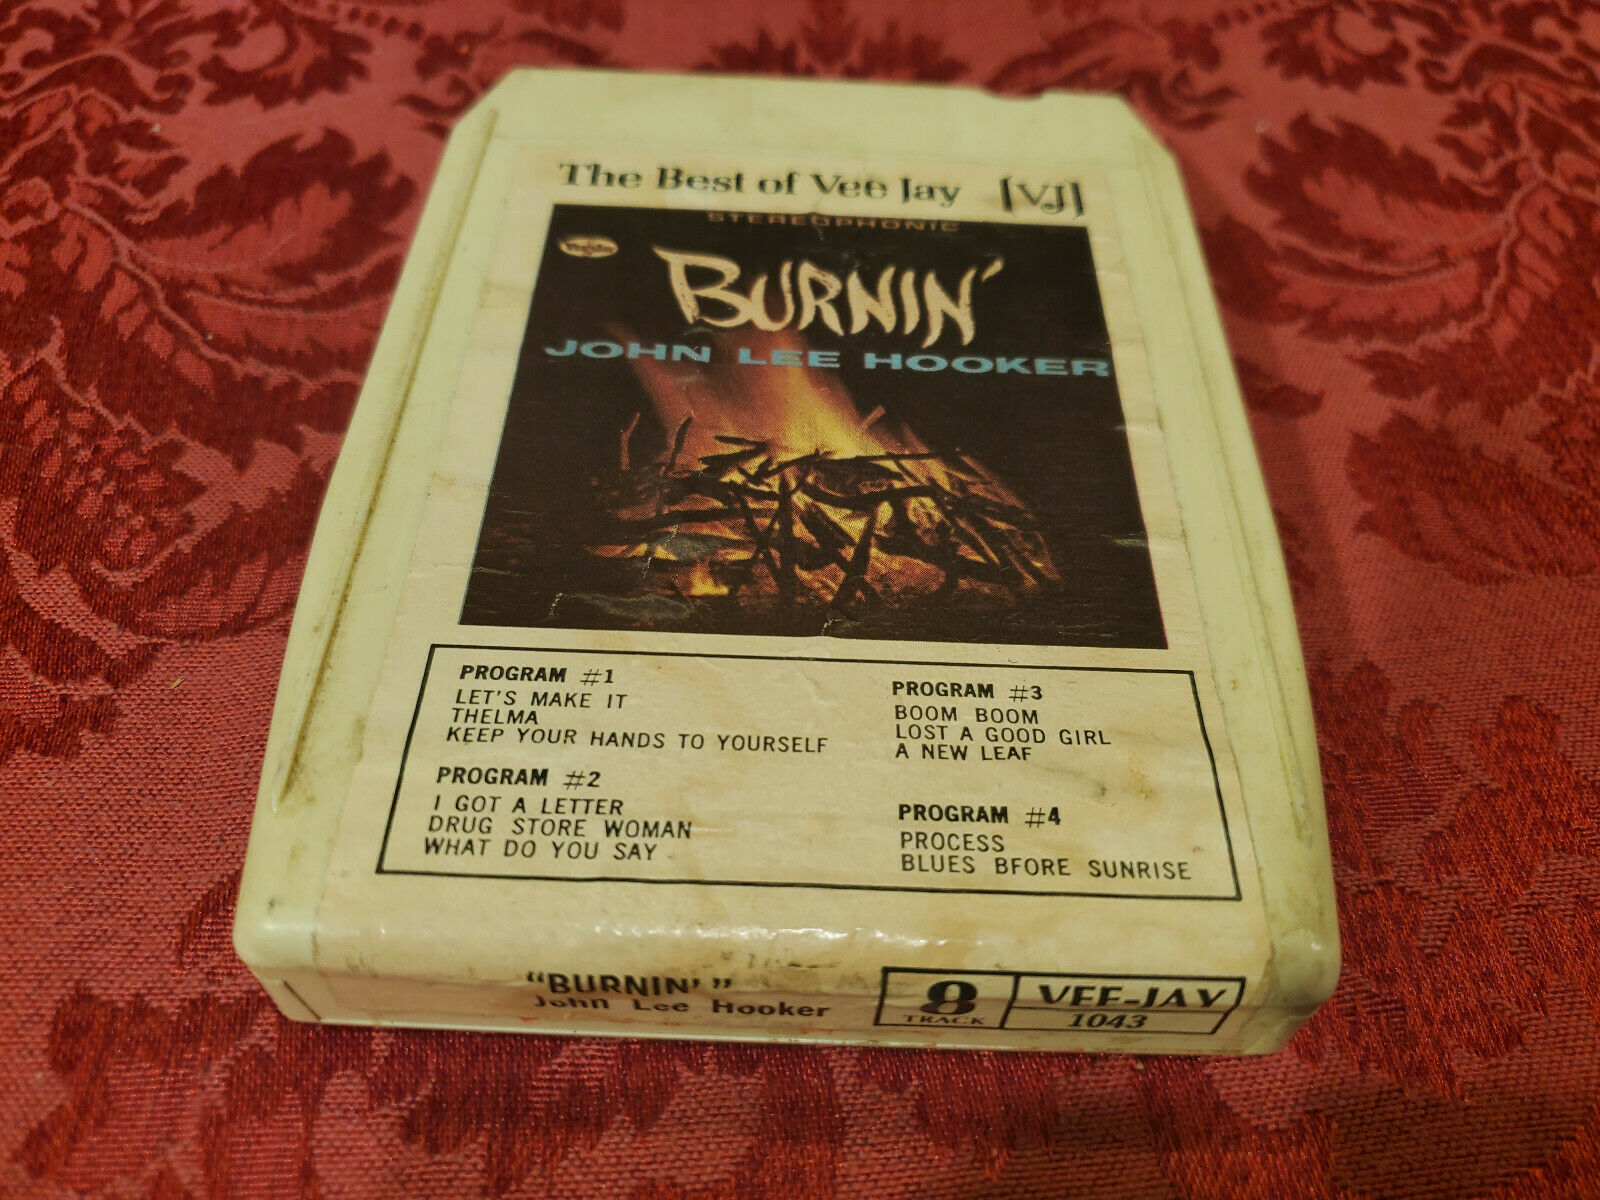 The Best of Vee Jay [VJ]
STEREOPHONIC
BURNIN'
JOHN LEE HOOKER
PROGRAM #1
LET'S MAKE IT
THELMA
KEEP YOUR HANDS TO YOURSELF
PROGRAM #2
I GOT A LETTER
DRUG STORE WOMAN
WHAT DO YOU SAY
PROGRAM #3
BOOM BOOM
LOST A GOOD GIRL
A NEW LEAF
PROGRAM #4
PROCESS
BLUES BFORE SUNRISE
"BURNIN'"
John Lee Hooker
8
TRACK
VEE-JAY
1043